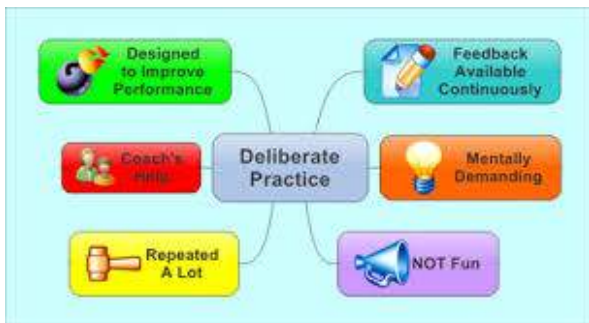 Designed
to Improve
Performance
Feedback
Available
Continuously
Coach's
Help
Deliberate
Practice
Mentally
Demanding
Repeated
A Lot
NOT Fun